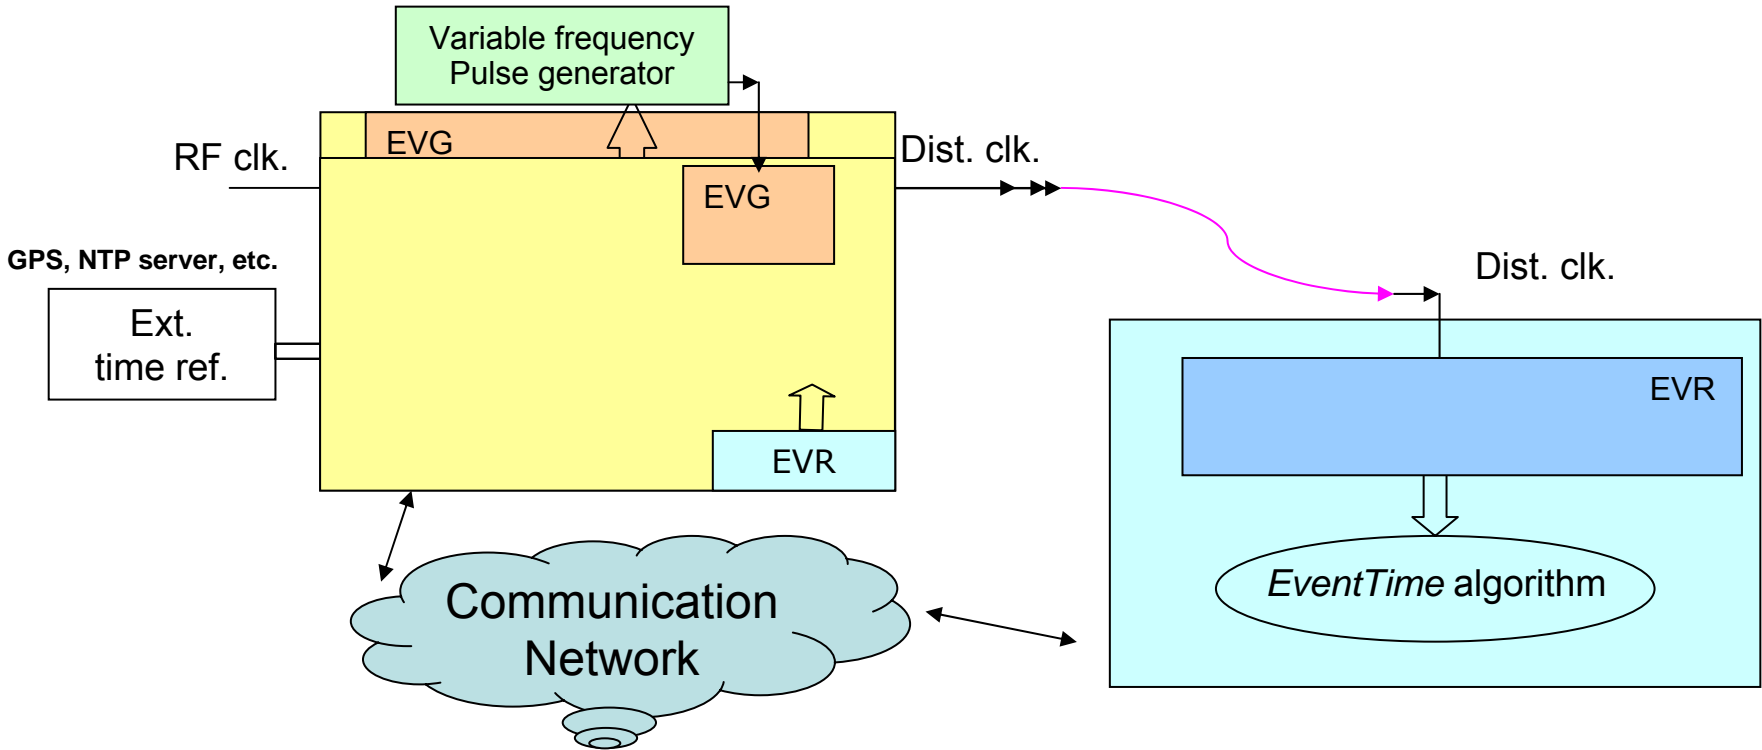 Variable frequency
Pulse generator
EVG
RF clk.
Dist. clk.
EVG
GPS, NTP server, etc.
Dist. clk.
Ext.
time ref.
EVR
EVR
EventTime algorithm
Communication
Network